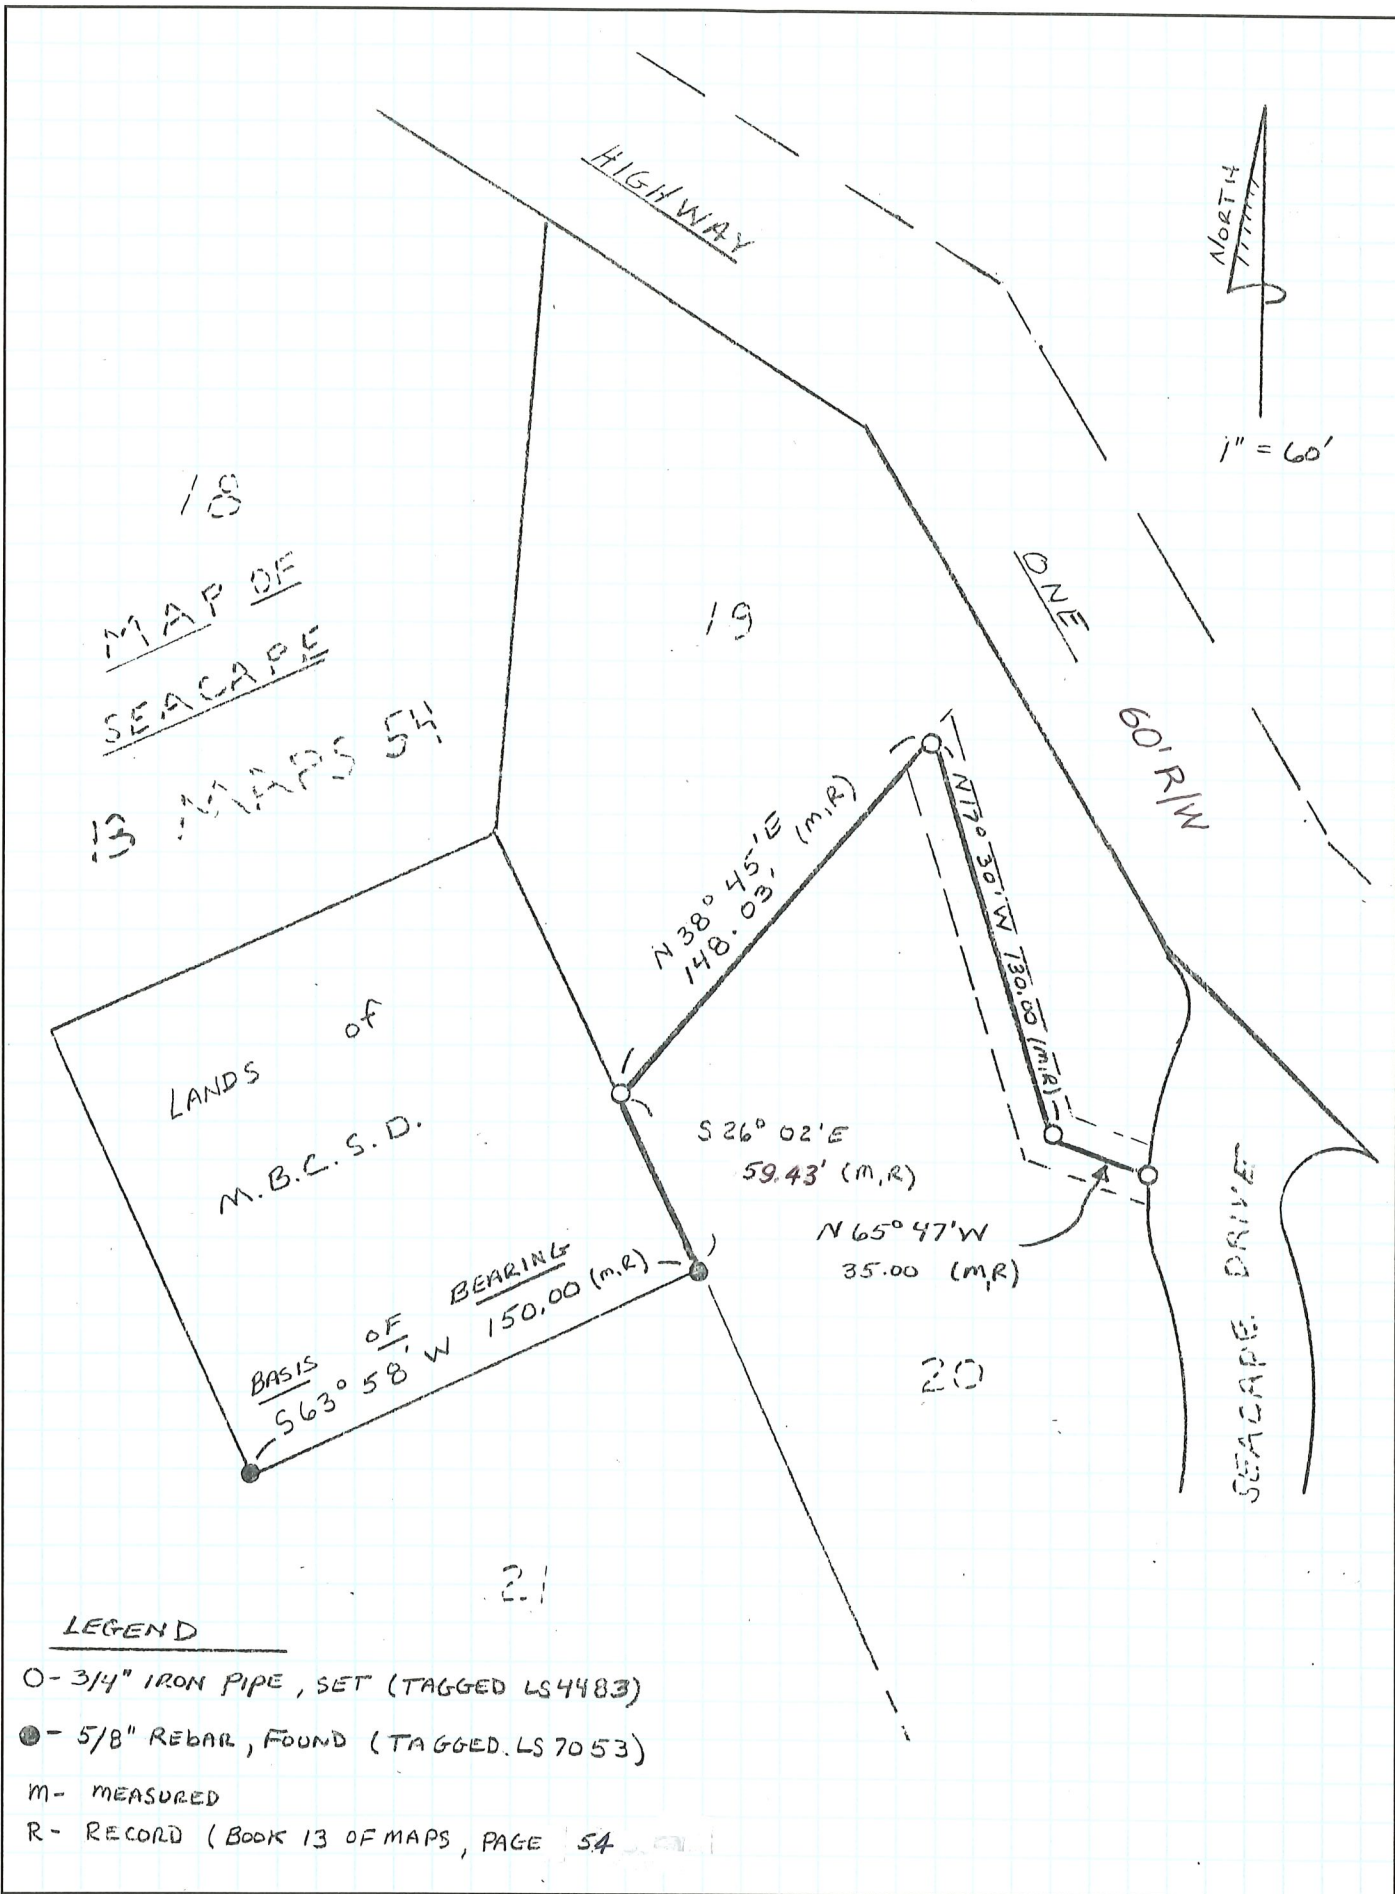 HIGHWAY
NORTH
1" = 60'
18
MAP OF
SEACAPE
13 MAPS 54
19
ONE
60' R/W
N 38° 45' E (M,R)
148.03'
N 17° 30' W 130.00 (M,R)
LANDS OF
M.B.C.S.D.
S 26° 02' E
59.43' (M,R)
N 65° 47' W
35.00 (M,R)
BASIS OF BEARING
S 63° 58' W 150.00 (M,R)
20
SEACAPE DRIVE
21
LEGEND
O- 3/4" IRON PIPE, SET (TAGGED LS4483)
●- 5/8" REBAR, FOUND (TAGGED. LS 7053)
M- MEASURED
R- RECORD (BOOK 13 OF MAPS, PAGE 54